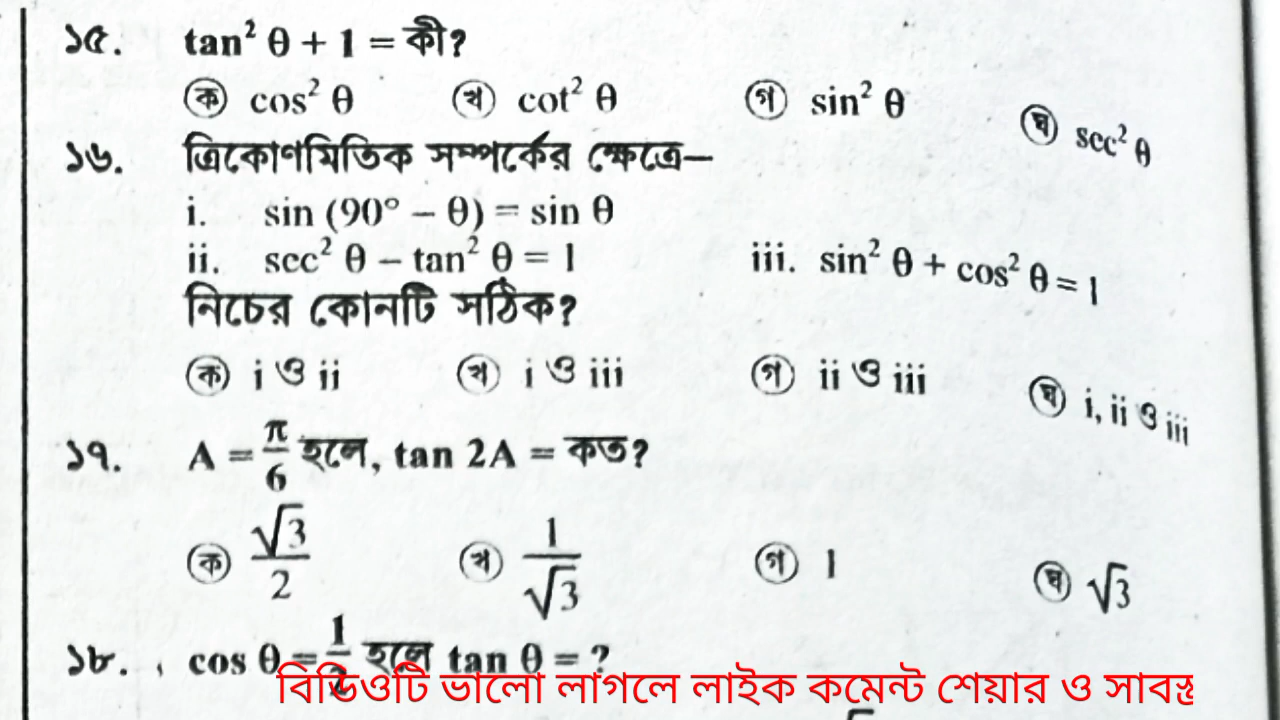 ১৫. tan² θ + 1 = কী?
ক cos² θ খ cot² θ গ sin² θ ঘ sec² θ
১৬. ত্রিকোণমিতিক সম্পর্কের ক্ষেত্রে—
i. sin (90° − θ) = sin θ
ii. sec² θ − tan² θ = 1 iii. sin² θ + cos² θ = 1
নিচের কোনটি সঠিক?
ক i ও ii খ i ও iii গ ii ও iii ঘ i, ii ও iii
১৭. A = π/6 হলে, tan 2A = কত?
ক √3/2 খ 1/√3 গ 1 ঘ √3
১৮. cos θ = 1/ হলে tan θ = ?
বিডিওটি ভালো লাগলে লাইক কমেন্ট শেয়ার ও